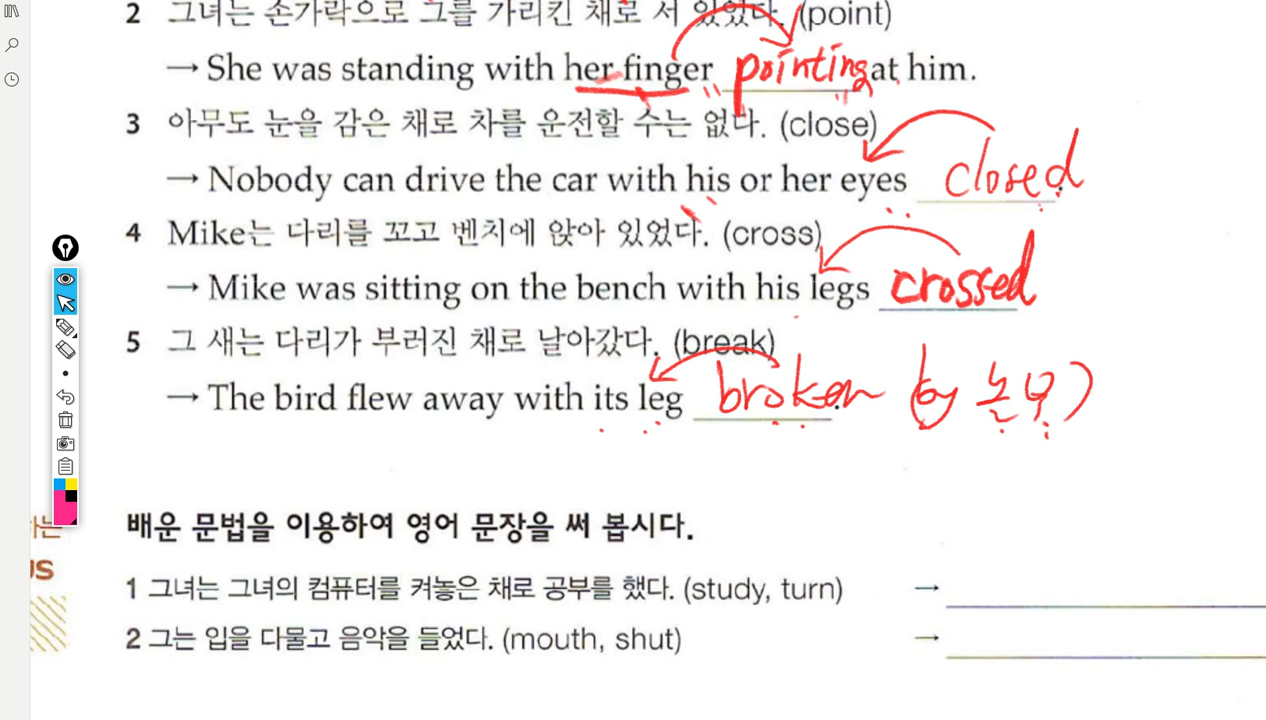 2 그녀는 손가락으로 그를 가리킨 채로 서 있었다. (point)
→ She was standing with her finger pointing at him.
3 아무도 눈을 감은 채로 차를 운전할 수는 없다. (close)
→ Nobody can drive the car with his or her eyes closed.
4 Mike는 다리를 꼬고 벤치에 앉아 있었다. (cross)
→ Mike was sitting on the bench with his legs crossed
5 그 새는 다리가 부러진 채로 날아갔다. (break)
→ The bird flew away with its leg broken. (by 놀부)
배운 문법을 이용하여 영어 문장을 써 봅시다.
하는
US
1 그녀는 그녀의 컴퓨터를 켜놓은 채로 공부를 했다. (study, turn) →
2 그는 입을 다물고 음악을 들었다. (mouth, shut) →